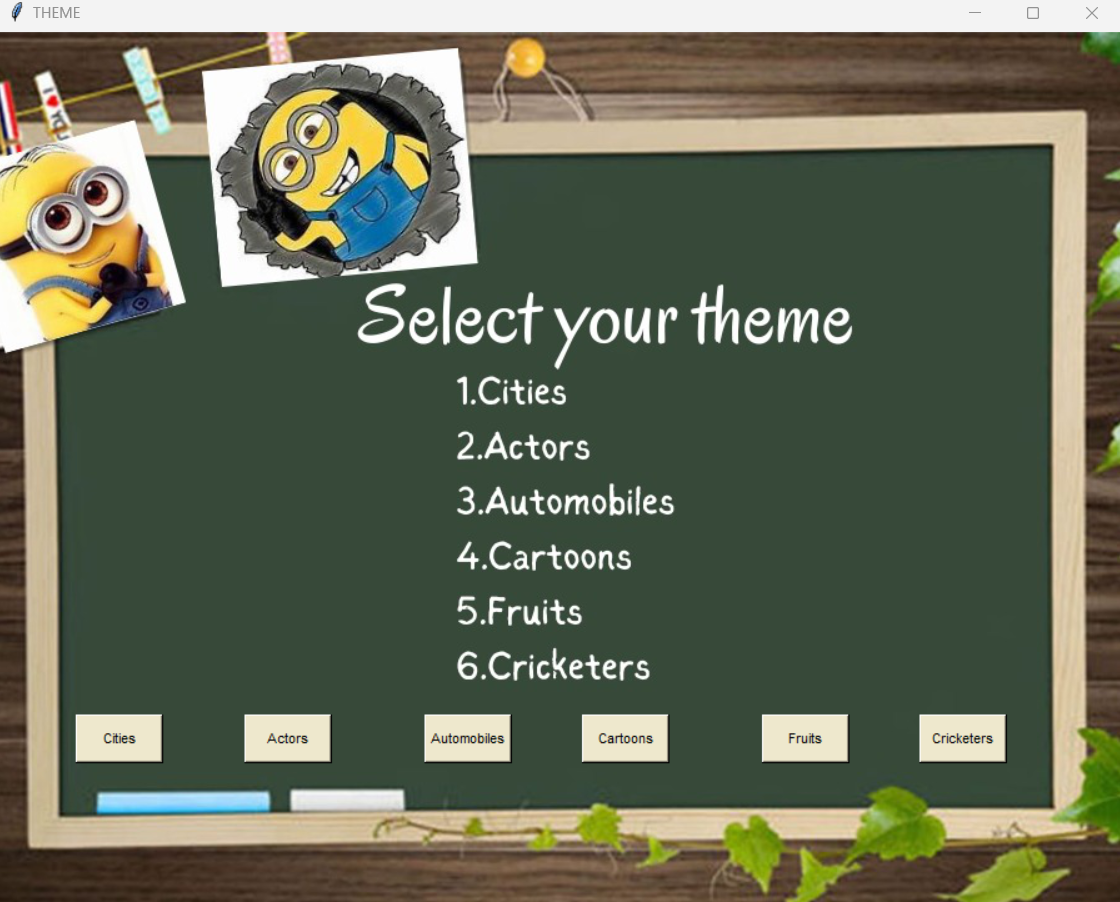 THEME
I ♥ You
Select your theme
1.Cities
2.Actors
3.Automobiles
4.Cartoons
5.Fruits
6.Cricketers
Cities Actors Automobiles Cartoons Fruits Cricketers